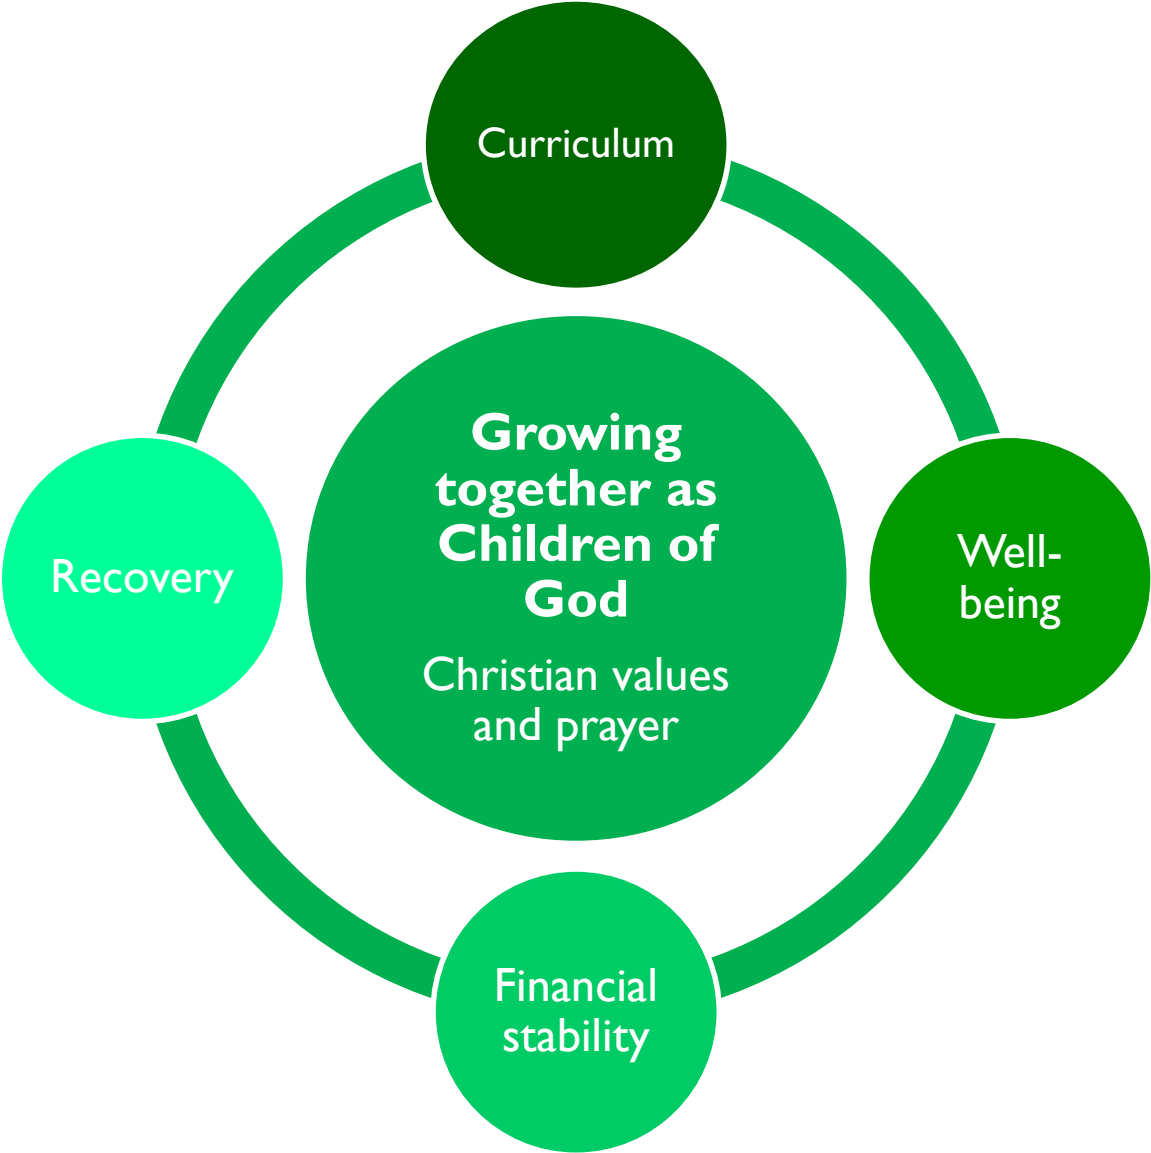 Curriculum
Growing
together as
Children of
God
Christian values
and prayer
Recovery
Well-
being
Financial
stability